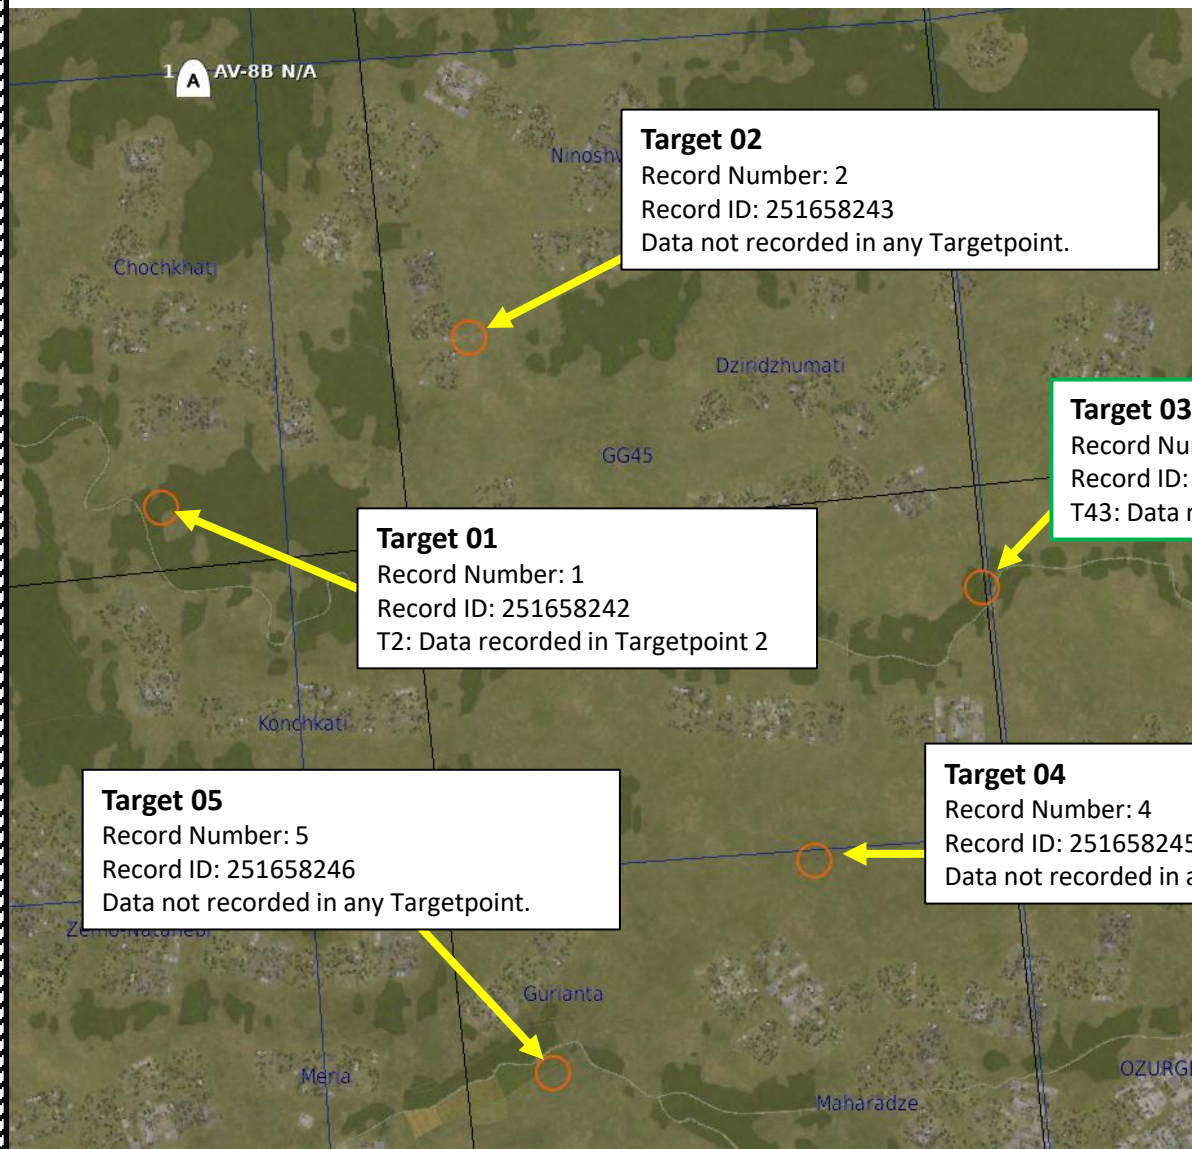 1 A AV-8B N/A
Target 02
Record Number: 2
Record ID: 251658243
Data not recorded in any Targetpoint.
Chochkhati
Dziridzhumati
Target 03
Record
Record ID:
T43: Data
GG45
Target 01
Record Number: 1
Record ID: 251658242
T2: Data recorded in Targetpoint 2
Konchkati
Target 04
Record Number: 4
Record ID: 251658245
Data not recorded in
Target 05
Record Number: 5
Record ID: 251658246
Data not recorded in any Targetpoint.
Gurianta
Meria
Maharadze